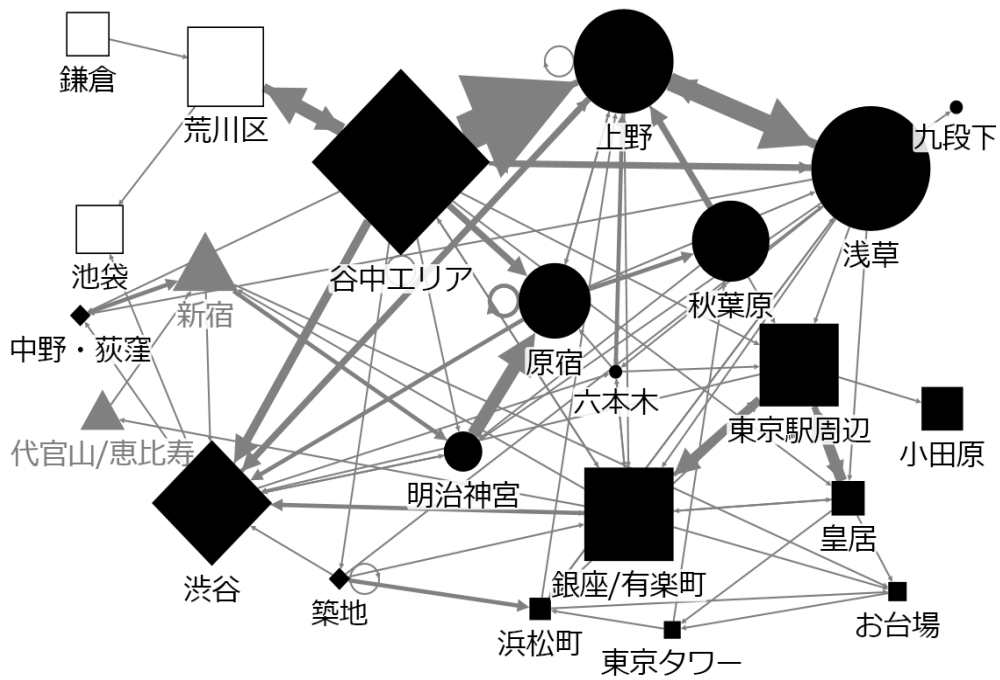 鎌倉
荒川区
上野
九段下
池袋
谷中エリア
浅草
新宿
秋葉原
中野・荻窪
原宿
六本木
東京駅周辺
代官山/恵比寿
小田原
明治神宮
皇居
渋谷
築地
銀座/有楽町
浜松町
お台場
東京タワー